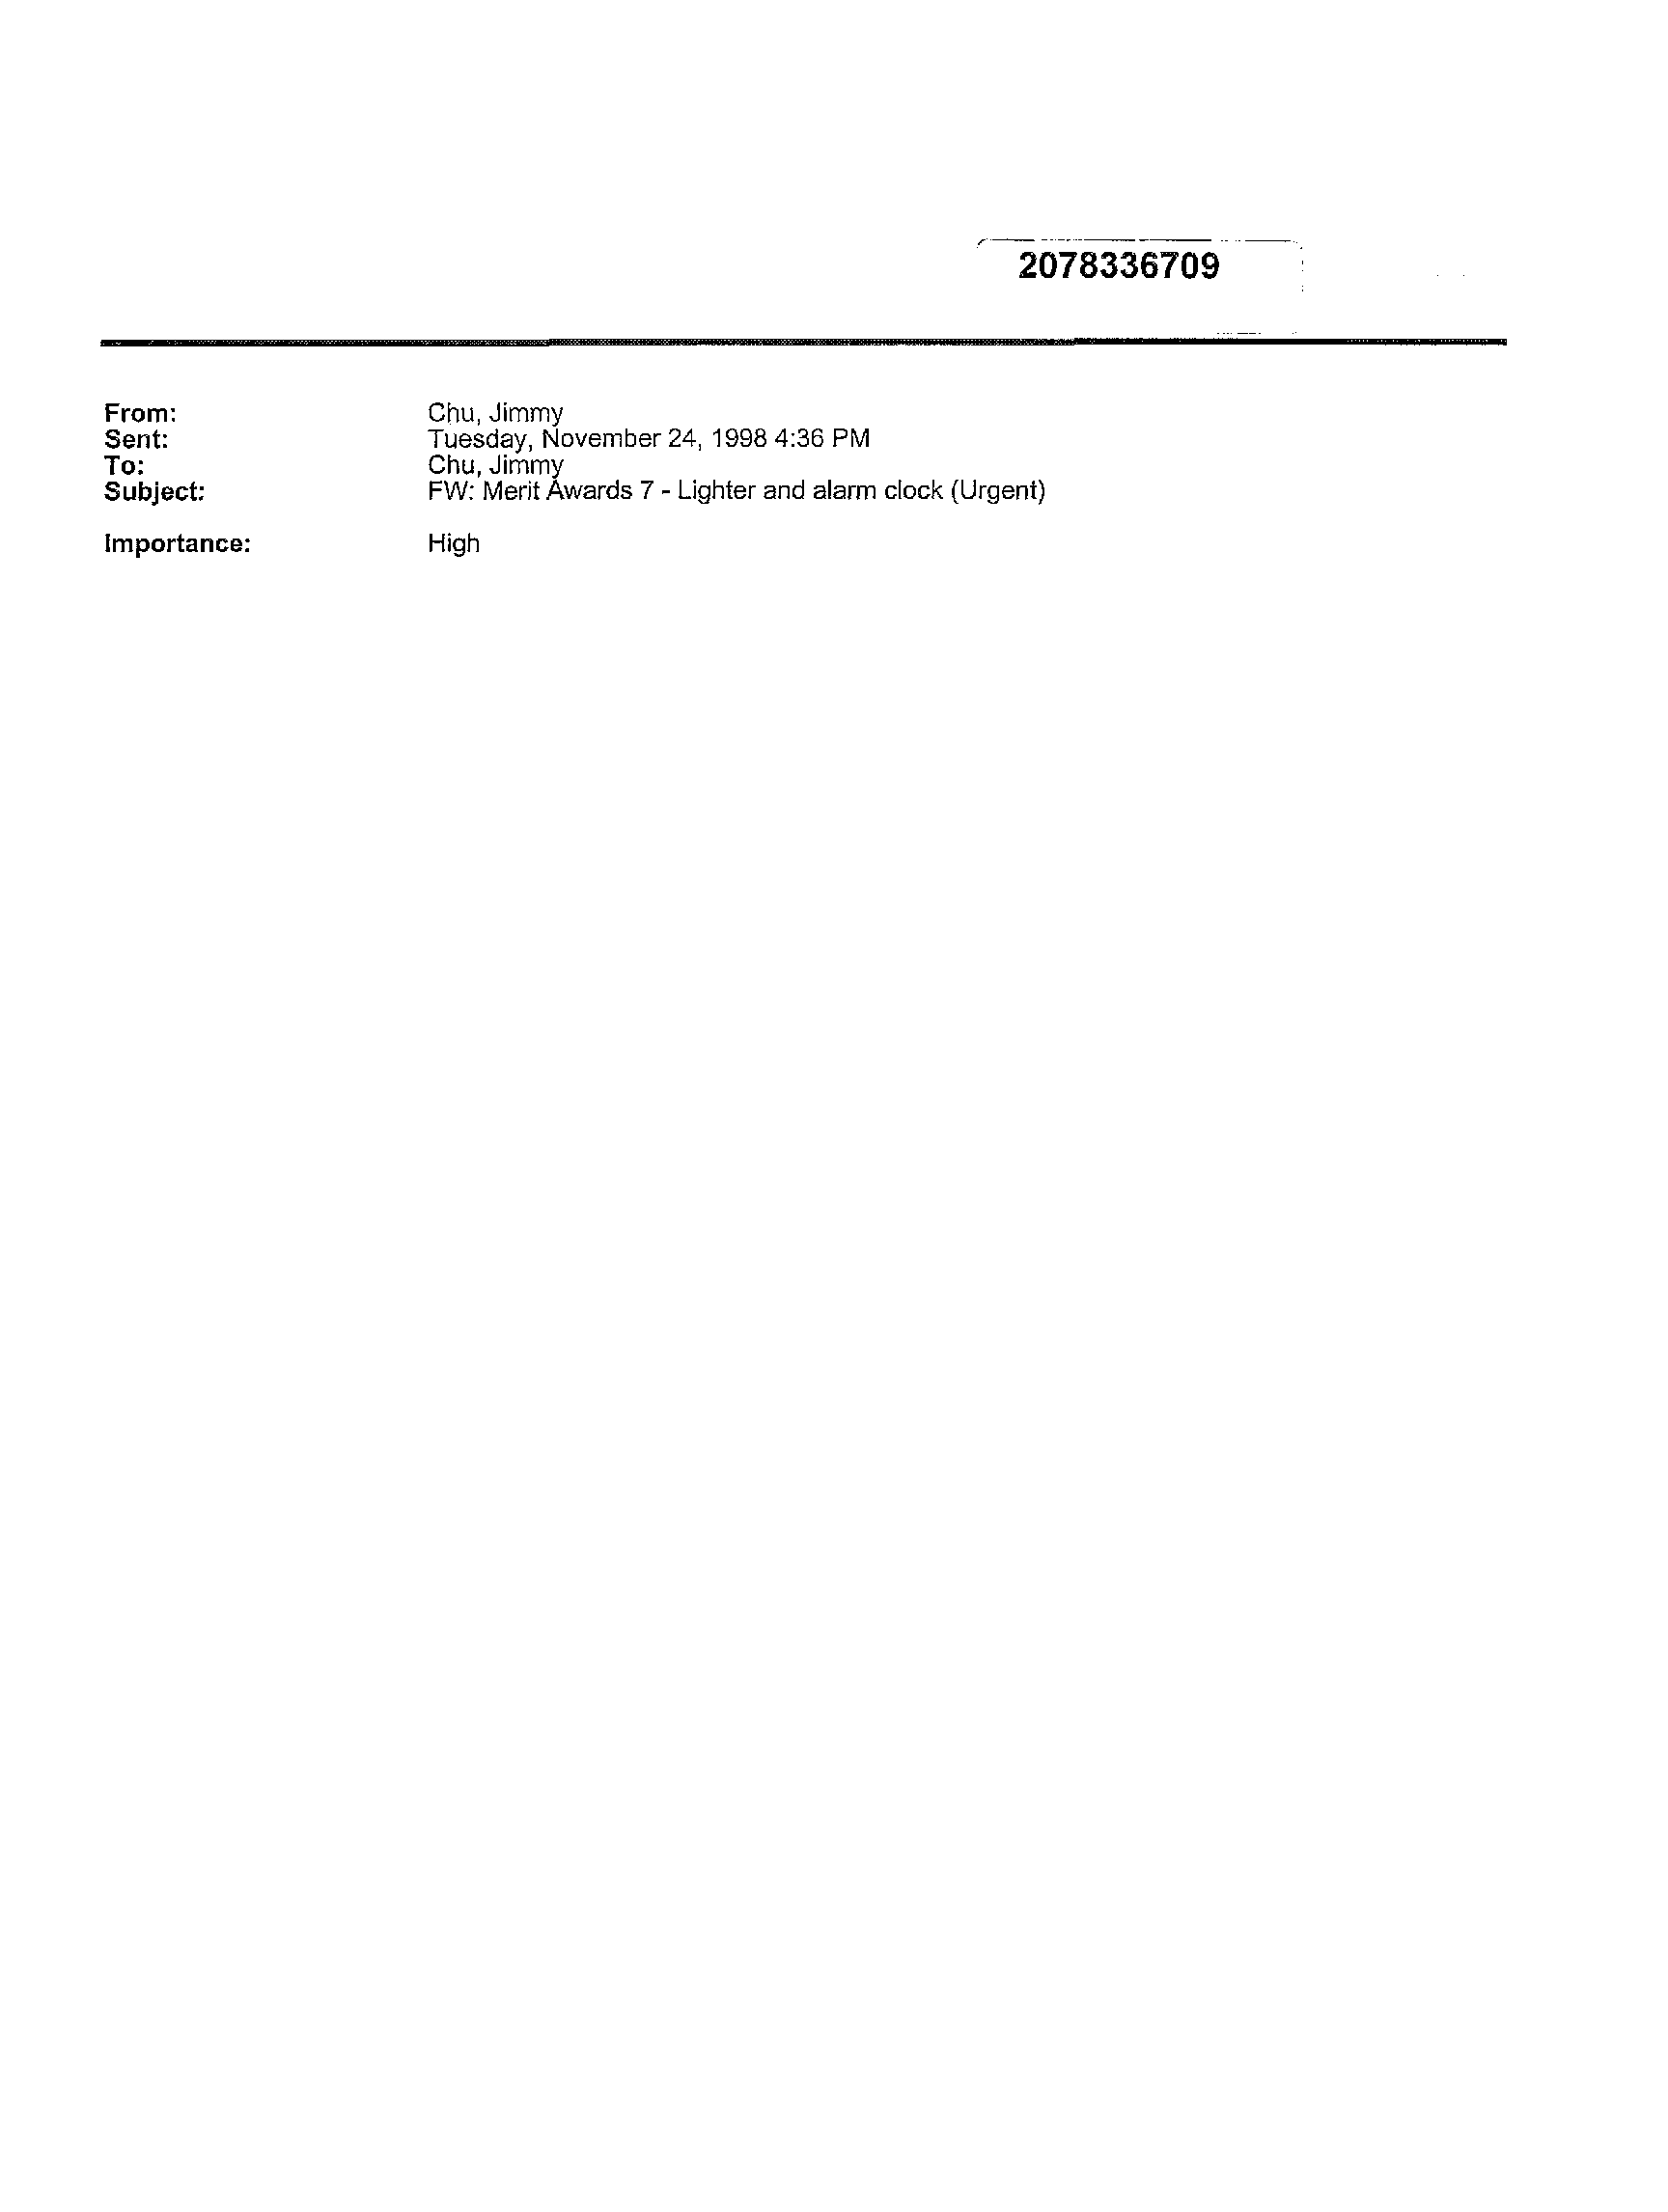 2078336709
From: Chu, Jimmy
Sent: Tuesday, November 24, 1998 4:36 PM
To: Chu, Jimmy
Subject: FW: Merit Awards 7 - Lighter and alarm clock (Urgent)
Importance: High